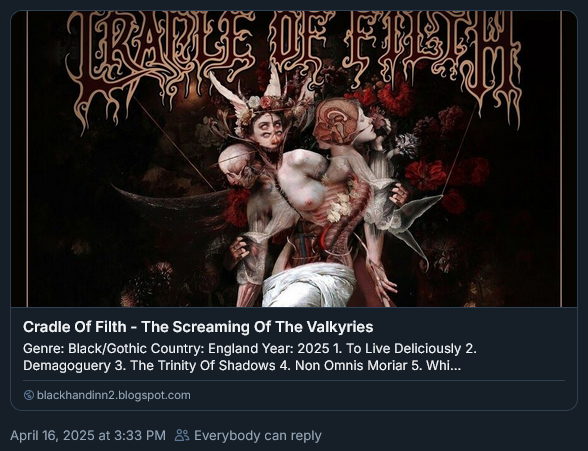 CRADLE OF FILTH
Cradle Of Filth - The Screaming Of The Valkyries
Genre: Black/Gothic Country: England Year: 2025 1. To Live Deliciously 2.
Demagoguery 3. The Trinity Of Shadows 4. Non Omnis Moriar 5. Whi...
blackhandinn2.blogspot.com
April 16, 2025 at 3:33 PM Everybody can reply